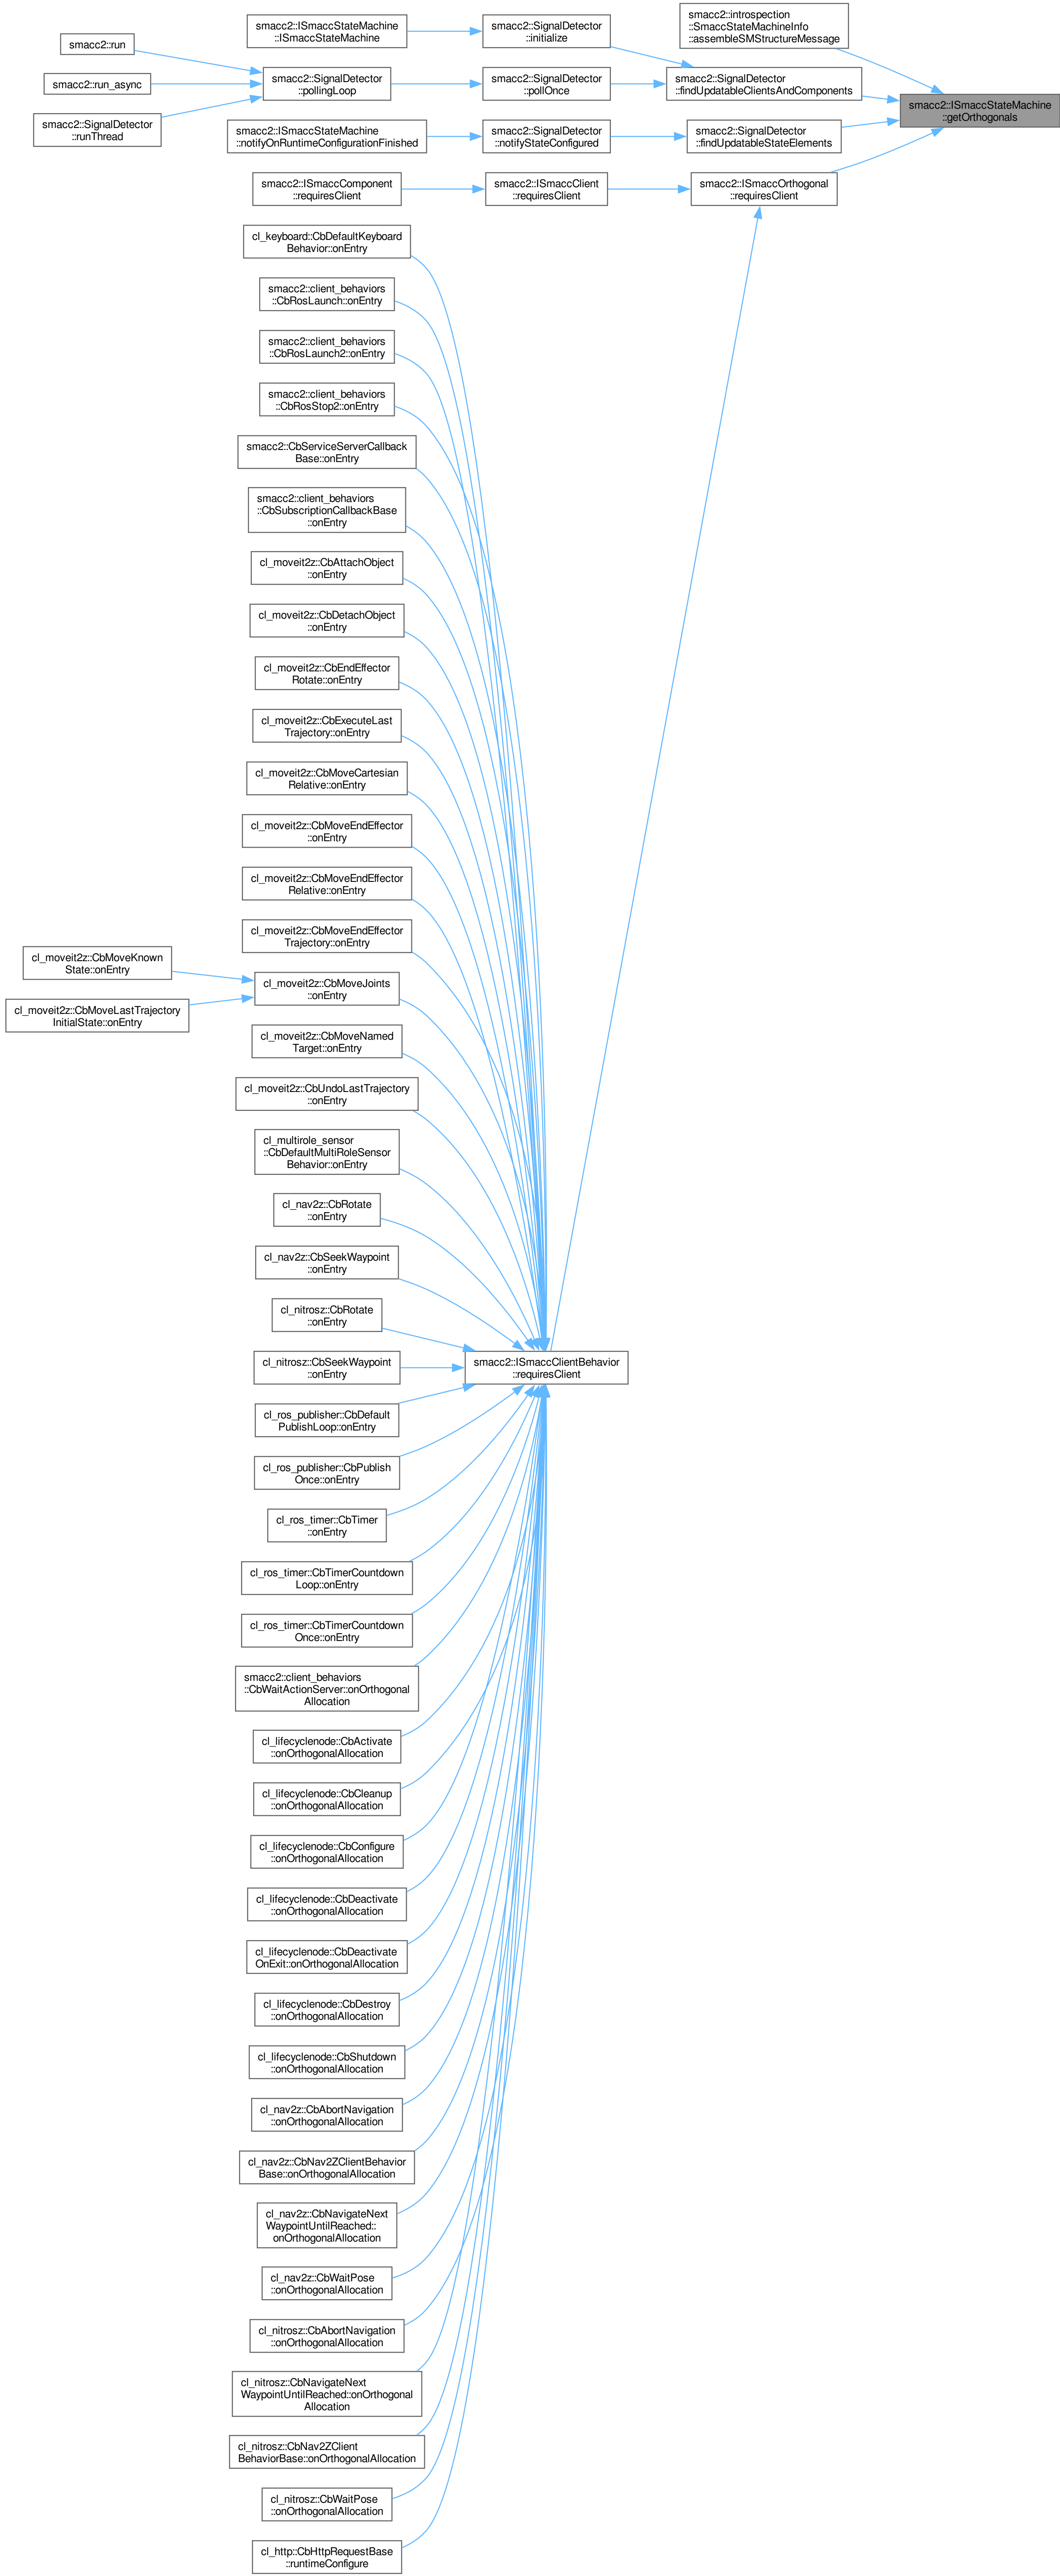 smacc2::ISmaccStateMachine
::getOrthogonals
smacc2::introspection
::SmaccStateMachineInfo
::assembleSMStructureMessage
smacc2::SignalDetector
::findUpdatableClientsAndComponents
smacc2::SignalDetector
::initialize
smacc2::ISmaccStateMachine
::ISmaccStateMachine
smacc2::SignalDetector
::pollOnce
smacc2::SignalDetector
::pollingLoop
smacc2::run
smacc2::run_async
smacc2::SignalDetector
::runThread
smacc2::SignalDetector
::findUpdatableStateElements
smacc2::SignalDetector
::notifyStateConfigured
smacc2::ISmaccStateMachine
::notifyOnRuntimeConfigurationFinished
smacc2::ISmaccOrthogonal
::requiresClient
smacc2::ISmaccClient
::requiresClient
smacc2::ISmaccComponent
::requiresClient
smacc2::ISmaccClientBehavior
::requiresClient
cl_keyboard::CbDefaultKeyboard
Behavior::onEntry
smacc2::client_behaviors
::CbRosLaunch::onEntry
smacc2::client_behaviors
::CbRosLaunch2::onEntry
smacc2::client_behaviors
::CbRosStop2::onEntry
smacc2::CbServiceServerCallback
Base::onEntry
smacc2::client_behaviors
::CbSubscriptionCallbackBase
::onEntry
cl_moveit2z::CbAttachObject
::onEntry
cl_moveit2z::CbDetachObject
::onEntry
cl_moveit2z::CbEndEffector
Rotate::onEntry
cl_moveit2z::CbExecuteLast
Trajectory::onEntry
cl_moveit2z::CbMoveCartesian
Relative::onEntry
cl_moveit2z::CbMoveEndEffector
::onEntry
cl_moveit2z::CbMoveEndEffector
Relative::onEntry
cl_moveit2z::CbMoveEndEffector
Trajectory::onEntry
cl_moveit2z::CbMoveJoints
::onEntry
cl_moveit2z::CbMoveKnown
State::onEntry
cl_moveit2z::CbMoveLastTrajectory
InitialState::onEntry
cl_moveit2z::CbMoveNamed
Target::onEntry
cl_moveit2z::CbUndoLastTrajectory
::onEntry
cl_multirole_sensor
::CbDefaultMultiRoleSensor
Behavior::onEntry
cl_nav2z::CbRotate
::onEntry
cl_nav2z::CbSeekWaypoint
::onEntry
cl_nitrosz::CbRotate
::onEntry
cl_nitrosz::CbSeekWaypoint
::onEntry
cl_ros_publisher::CbDefault
PublishLoop::onEntry
cl_ros_publisher::CbPublish
Once::onEntry
cl_ros_timer::CbTimer
::onEntry
cl_ros_timer::CbTimerCountdown
Loop::onEntry
cl_ros_timer::CbTimerCountdown
Once::onEntry
smacc2::client_behaviors
::CbWaitActionServer::onOrthogonal
Allocation
cl_lifecyclenode::CbActivate
::onOrthogonalAllocation
cl_lifecyclenode::CbCleanup
::onOrthogonalAllocation
cl_lifecyclenode::CbConfigure
::onOrthogonalAllocation
cl_lifecyclenode::CbDeactivate
::onOrthogonalAllocation
cl_lifecyclenode::CbDeactivate
OnExit::onOrthogonalAllocation
cl_lifecyclenode::CbDestroy
::onOrthogonalAllocation
cl_lifecyclenode::CbShutdown
::onOrthogonalAllocation
cl_nav2z::CbAbortNavigation
::onOrthogonalAllocation
cl_nav2z::CbNav2ZClientBehavior
Base::onOrthogonalAllocation
cl_nav2z::CbNavigateNext
WaypointUntilReached::
onOrthogonalAllocation
cl_nav2z::CbWaitPose
::onOrthogonalAllocation
cl_nitrosz::CbAbortNavigation
::onOrthogonalAllocation
cl_nitrosz::CbNavigateNext
WaypointUntilReached::onOrthogonal
Allocation
cl_nitrosz::CbNav2ZClient
BehaviorBase::onOrthogonalAllocation
cl_nitrosz::CbWaitPose
::onOrthogonalAllocation
cl_http::CbHttpRequestBase
::runtimeConfigure